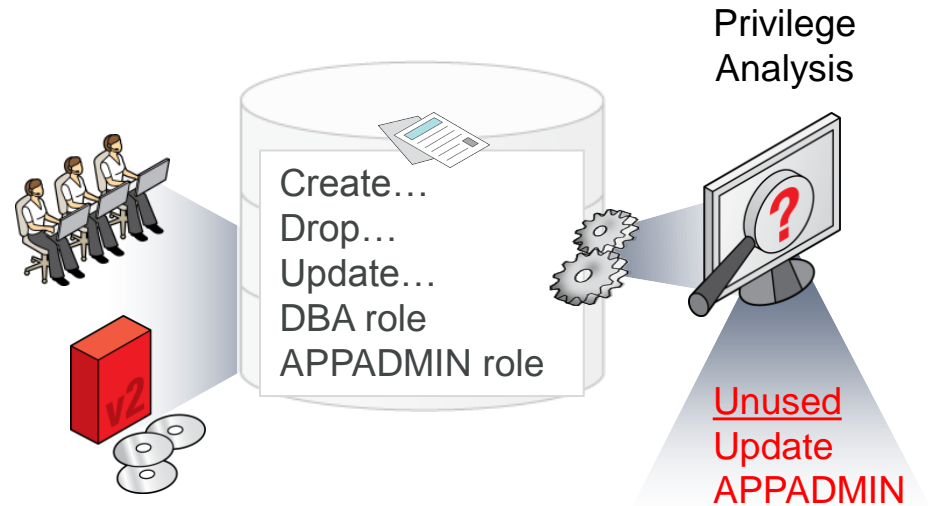 Privilege
Analysis
Create…
Drop…
Update…
DBA role
APPADMIN role
?
v2
Unused
Update
APPADMIN